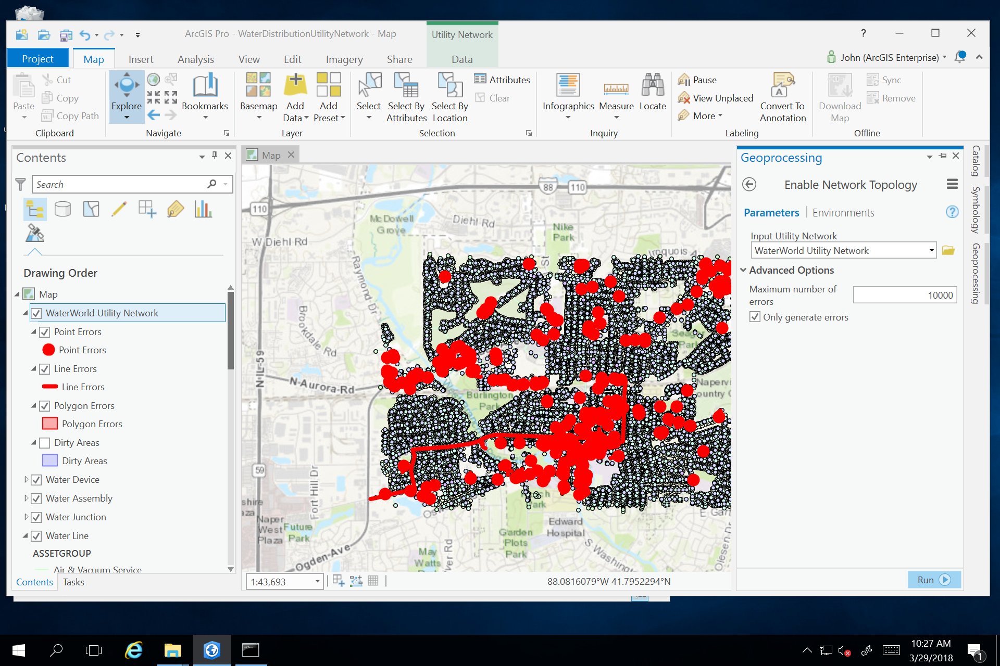 ArcGIS Pro - WaterDistributionUtilityNetwork - Map
Utility Network
?
Project
Map
Insert
Analysis
View
Edit
Imagery
Share
Data
John (ArcGIS Enterprise)
Paste
Cut
Copy
Copy Path
Clipboard
Explore
Bookmarks
Navigate
Basemap
Add
Data
Add
Preset
Layer
Select
Select By
Attributes
Select By
Location
Attributes
Clear
Selection
Infographics
Measure
Locate
Inquiry
Pause
View Unplaced
More
Convert To
Annotation
Labeling
Download
Map
Sync
Remove
Offline
Contents
Search
Drawing Order
Map
WaterWorld Utility Network
Point Errors
Point Errors
Line Errors
Line Errors
Polygon Errors
Polygon Errors
Dirty Areas
Dirty Areas
Water Device
Water Assembly
Water Junction
Water Line
ASSETGROUP
Air & Vacuum Service
Contents
Tasks
Map
88
110
110
McDowell
Grove
Diehl Rd
Nike
Park
W Diehl Rd
Raymond Dr
St
Iroquois A
Brookdale Rd
N-IL-59
N-Aurora-Rd
Burlington
Park
Napervi
ountry C
59
Fort Hill Dr
shire
aza
Naper
West
Plaza
Future
Park
Park
Edward
Hospital
Garden
Plots
Park
May
Watts
ver Rd
Ogden-Ave
S Washingt
Olesen-Dr
1:43,693
88.0816079°W 41.7952294°N
Geoprocessing
Enable Network Topology
Parameters
Environments
?
Input Utility Network
WaterWorld Utility Network
Advanced Options
Maximum number of
errors
10000
Only generate errors
Run
Catalog
Symbology
Geoprocessing
10:27 AM
3/29/2018
1